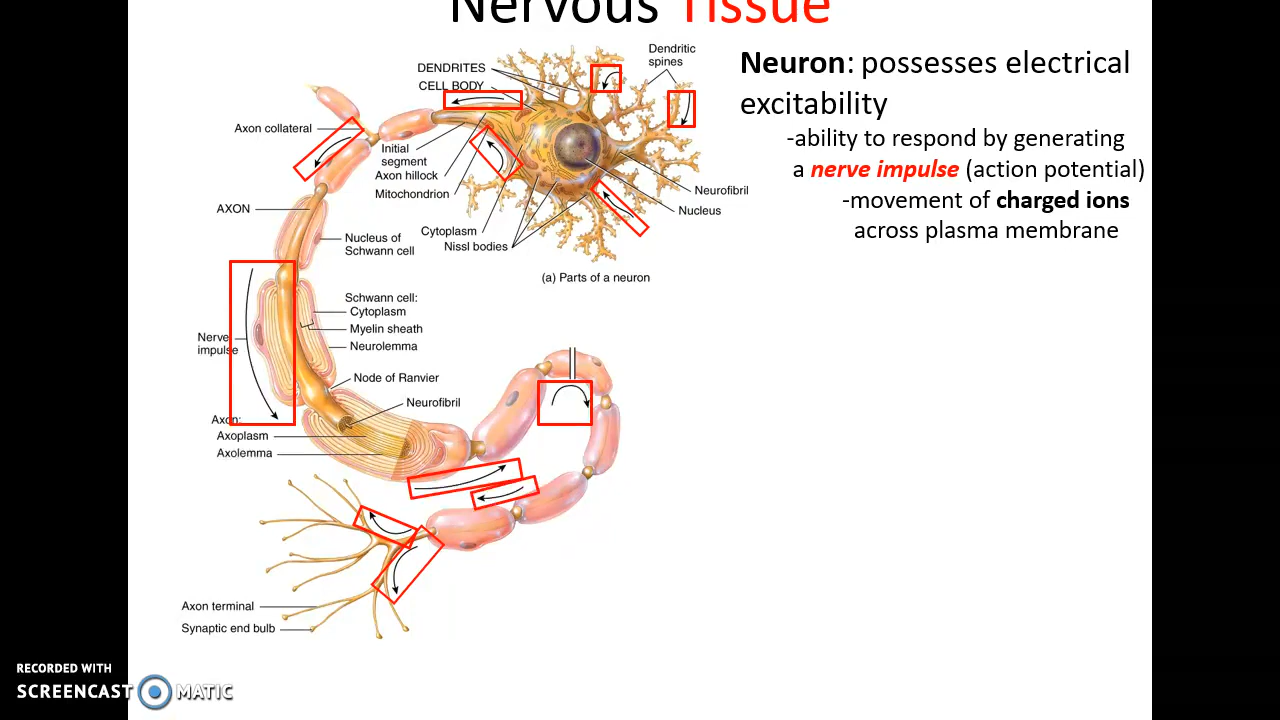 Nervous Tissue
Neuron: possesses electrical
excitability
-ability to respond by generating
a nerve impulse (action potential)
-movement of charged ions
across plasma membrane
Dendritic
spines
DENDRITES
CELL BODY
Axon collateral
Initial
segment
Axon hillock
Mitochondrion
Neurofibril
Nucleus
AXON
Cytoplasm
Nissl bodies
Nucleus of
Schwann cell
(a) Parts of a neuron
Schwann cell:
Cytoplasm
Myelin sheath
Neurolemma
Nerve
impulse
Node of Ranvier
Neurofibril
Axon:
Axoplasm
Axolemma
Axon terminal
Synaptic end bulb
RECORDED WITH
SCREENCAST MATIC